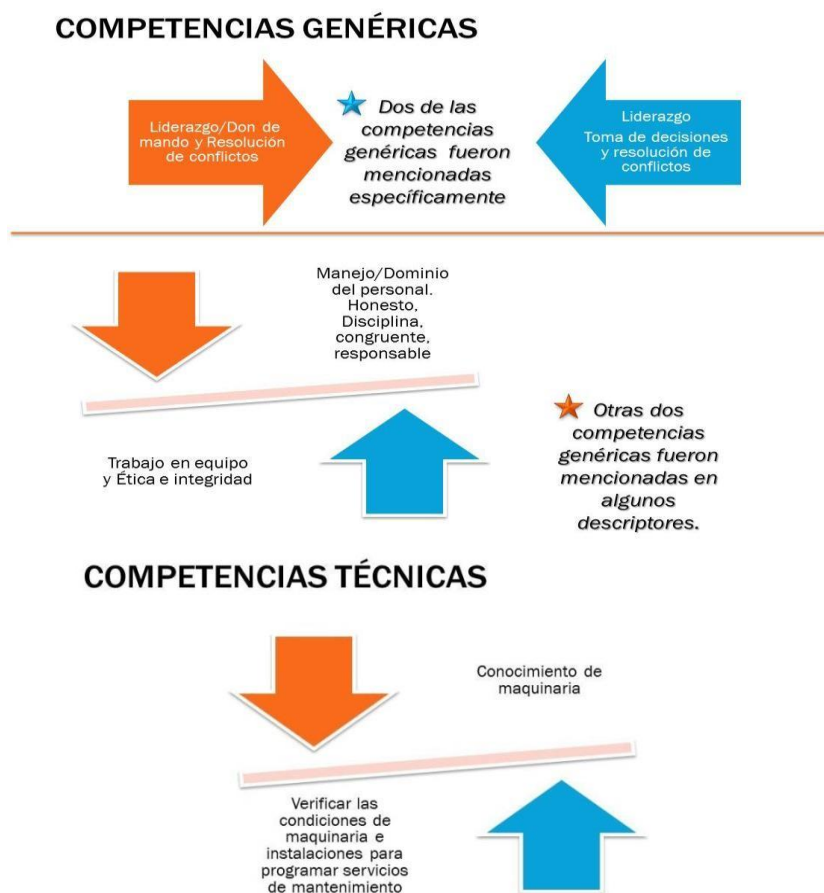 COMPETENCIAS GENÉRICAS
Liderazgo/Don de
mando y Resolución
de conflictos
Dos de las
competencias
genéricas fueron
mencionadas
específicamente
Liderazgo
Toma de decisiones
y resolución de
conflictos
Manejo/Dominio
del personal.
Honesto,
Disciplina,
congruente,
responsable
Trabajo en equipo
y Ética e integridad
Otras dos
competencias
genéricas fueron
mencionadas en
algunos
descriptores.
COMPETENCIAS TÉCNICAS
Conocimiento de
maquinaria
Verificar las
condiciones de
maquinaria e
instalaciones para
programar servicios
de mantenimiento